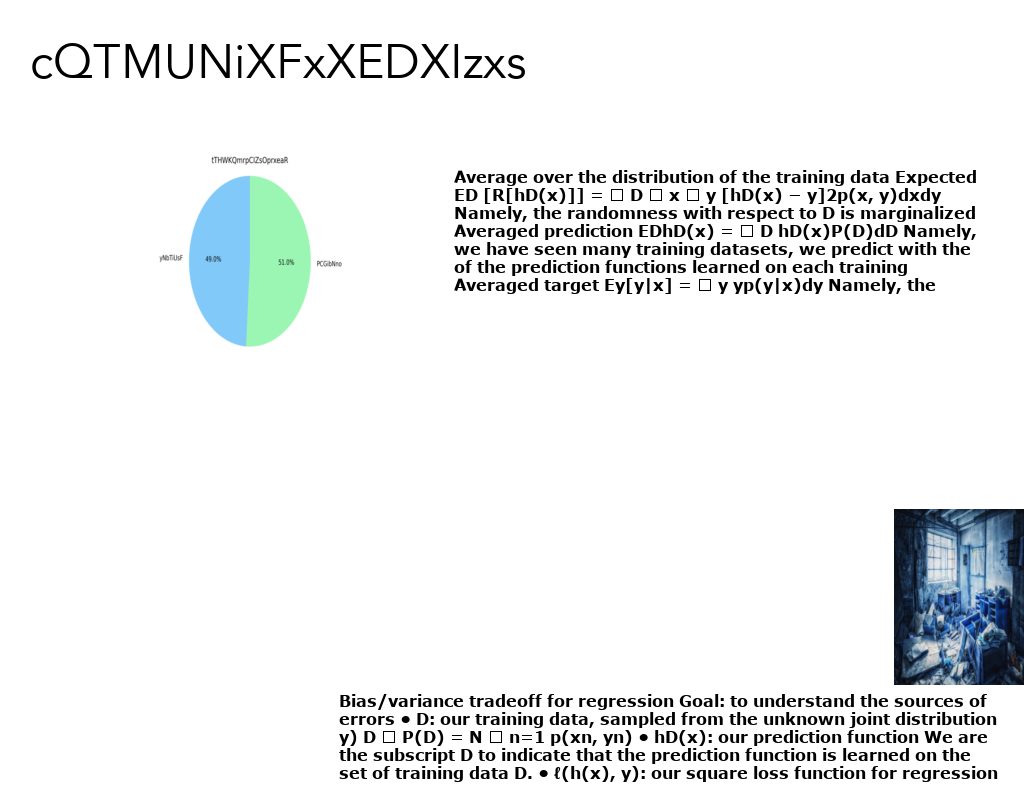 cQTMUNiXFxXEDXIzxs
tTHWKQmrpCIZsOprxeaR
yNbTiUsF
49.0%
51.0%
PCGibNno
Average over the distribution of the training data Expected
ED [R[hD(x)]] = □ D □ x □ y [hD(x) − y]2p(x, y)dxdy
Namely, the randomness with respect to D is marginalized
Averaged prediction EDhD(x) = □ D hD(x)P(D)dD Namely,
we have seen many training datasets, we predict with the
of the prediction functions learned on each training
Averaged target Ey[y|x] = □ y yp(y|x)dy Namely, the
Bias/variance tradeoff for regression Goal: to understand the sources of
errors • D: our training data, sampled from the unknown joint distribution
y) D □ P(D) = N □ n=1 p(xn, yn) • hD(x): our prediction function We are
the subscript D to indicate that the prediction function is learned on the
set of training data D. • ℓ(h(x), y): our square loss function for regression